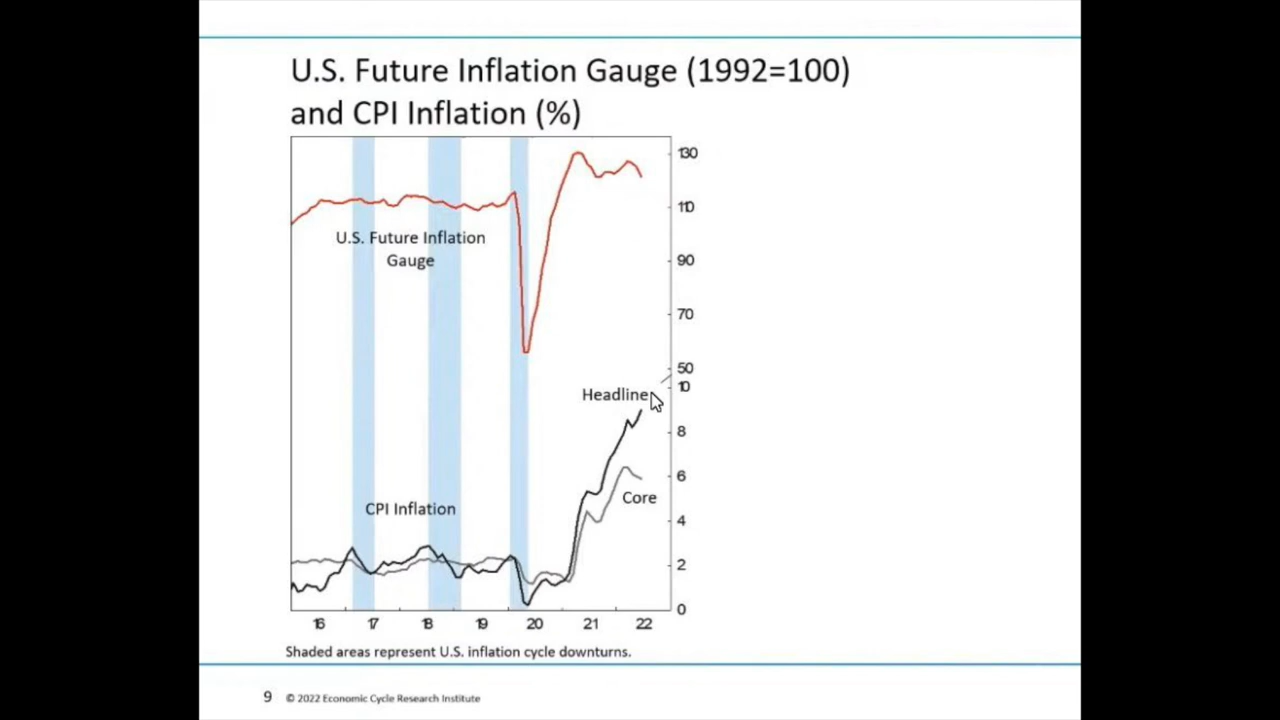 U.S. Future Inflation Gauge (1992=100)
and CPI Inflation (%)
130
110
90
70
50
10
8
6
4
2
0
U.S. Future Inflation
Gauge
Headline
Core
CPI Inflation
16 17 18 19 20 21 22
Shaded areas represent U.S. inflation cycle downturns.
9 © 2022 Economic Cycle Research Institute